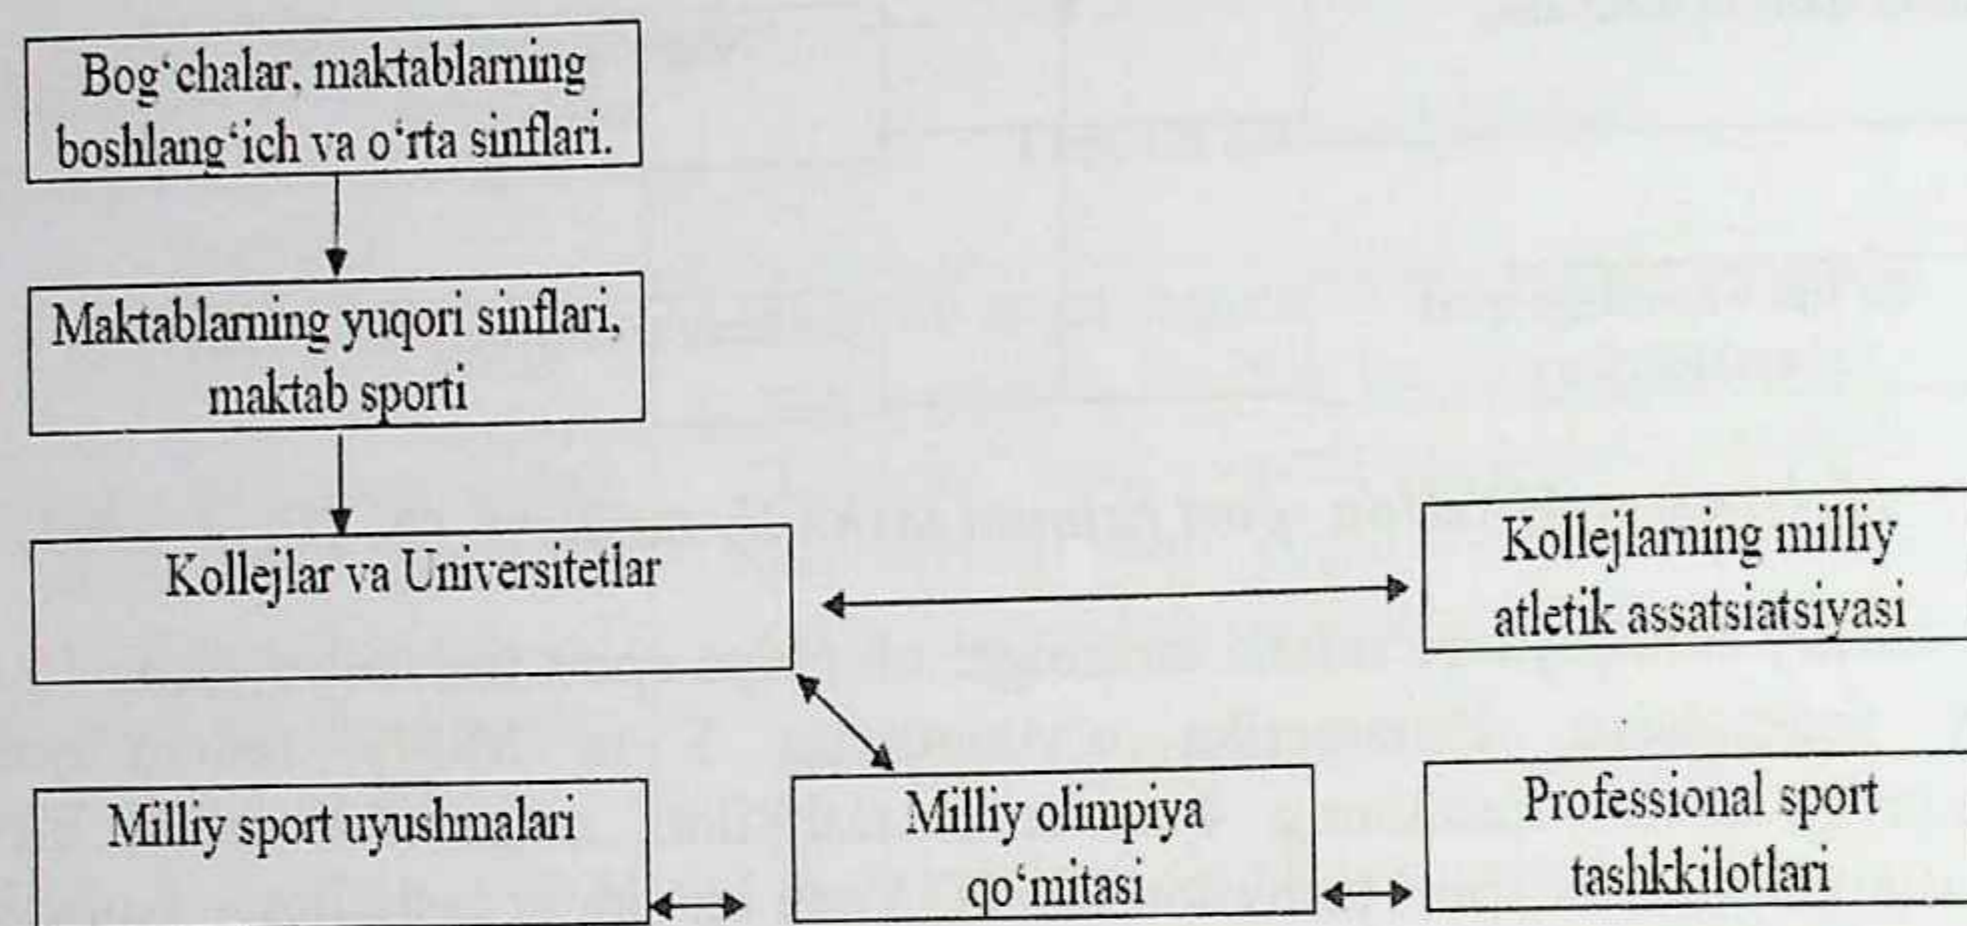 Bog‘chalar, maktablarning
boshlang‘ich va o‘rta sinflari.
Maktablarning yuqori sinflari,
maktab sporti
Kollejlar va Universitetlar
Kollejlarning milliy
atletik assatsiatsiyasi
Milliy sport uyushmalari
Milliy olimpiya
qo‘mitasi
Professional sport
tashkkilotlari